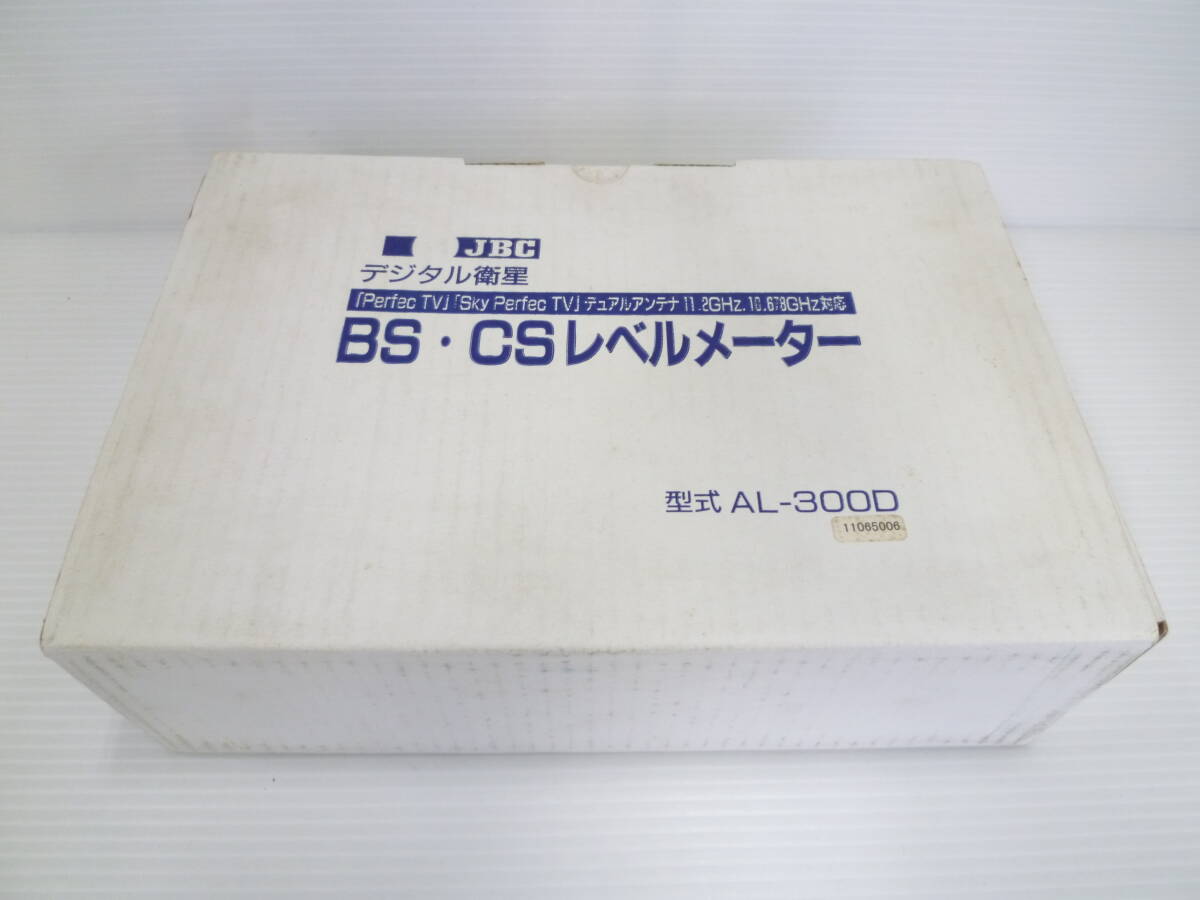 JBC
デジタル衛星
「Perfec TV」「Sky Perfec TV」デュアルアンテナ 11.2GHz.10.678GHz対応
BS・CSレベルメーター
型式 AL-300D
11065006